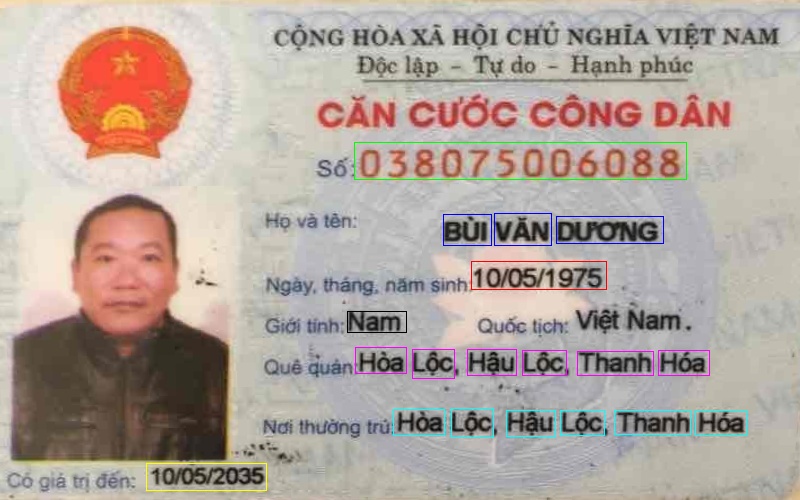 CỘNG HÒA XÃ HỘI CHỦ NGHĨA VIỆT NAM
Độc lập - Tự do - Hạnh phúc
CĂN CƯỚC CÔNG DÂN
Số: 038075006088
Họ và tên: BÙI VĂN DƯƠNG
Ngày, tháng, năm sinh: 10/05/1975
Giới tính: Nam Quốc tịch: Việt Nam.
Quê quán: Hòa Lộc, Hậu Lộc, Thanh Hóa
Nơi thường trú: Hòa Lộc, Hậu Lộc, Thanh Hóa
Có giá trị đến: 10/05/2035